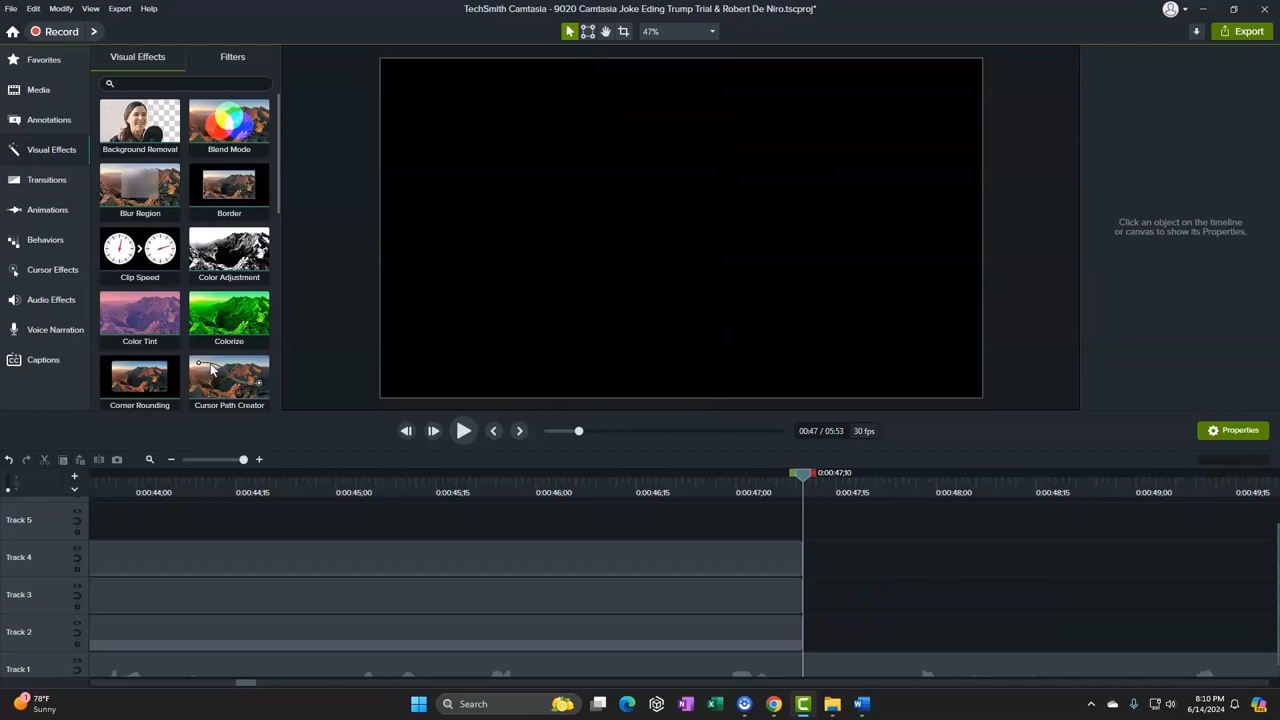 File Edit Modify View Export Help
TechSmith Camtasia - 9020 Camtasia Joke Eding Trump Trial & Robert De Niro.tscproj*
Record
47%
Export
Favorites
Media
Annotations
Visual Effects
Transitions
Animations
Behaviors
Cursor Effects
Audio Effects
Voice Narration
CC Captions
Visual Effects Filters
Background Removal Blend Mode
Blur Region Border
Clip Speed Color Adjustment
Color Tint Colorize
Corner Rounding Cursor Path Creator
Click an object on the timeline
or canvas to show its Properties.
00:47 / 05:53 30 fps
Properties
0:00:47;10
0:00:44;00 0:00:44;15 0:00:45;00 0:00:45;15 0:00:46;00 0:00:46;15 0:00:47;00 0:00:47;15 0:00:48;00 0:00:48;15 0:00:49;00 0:00:49;15
Track 5
Track 4
Track 3
Track 2
Track 1
1
78°F
Sunny
Search
8:10 PM
6/14/2024